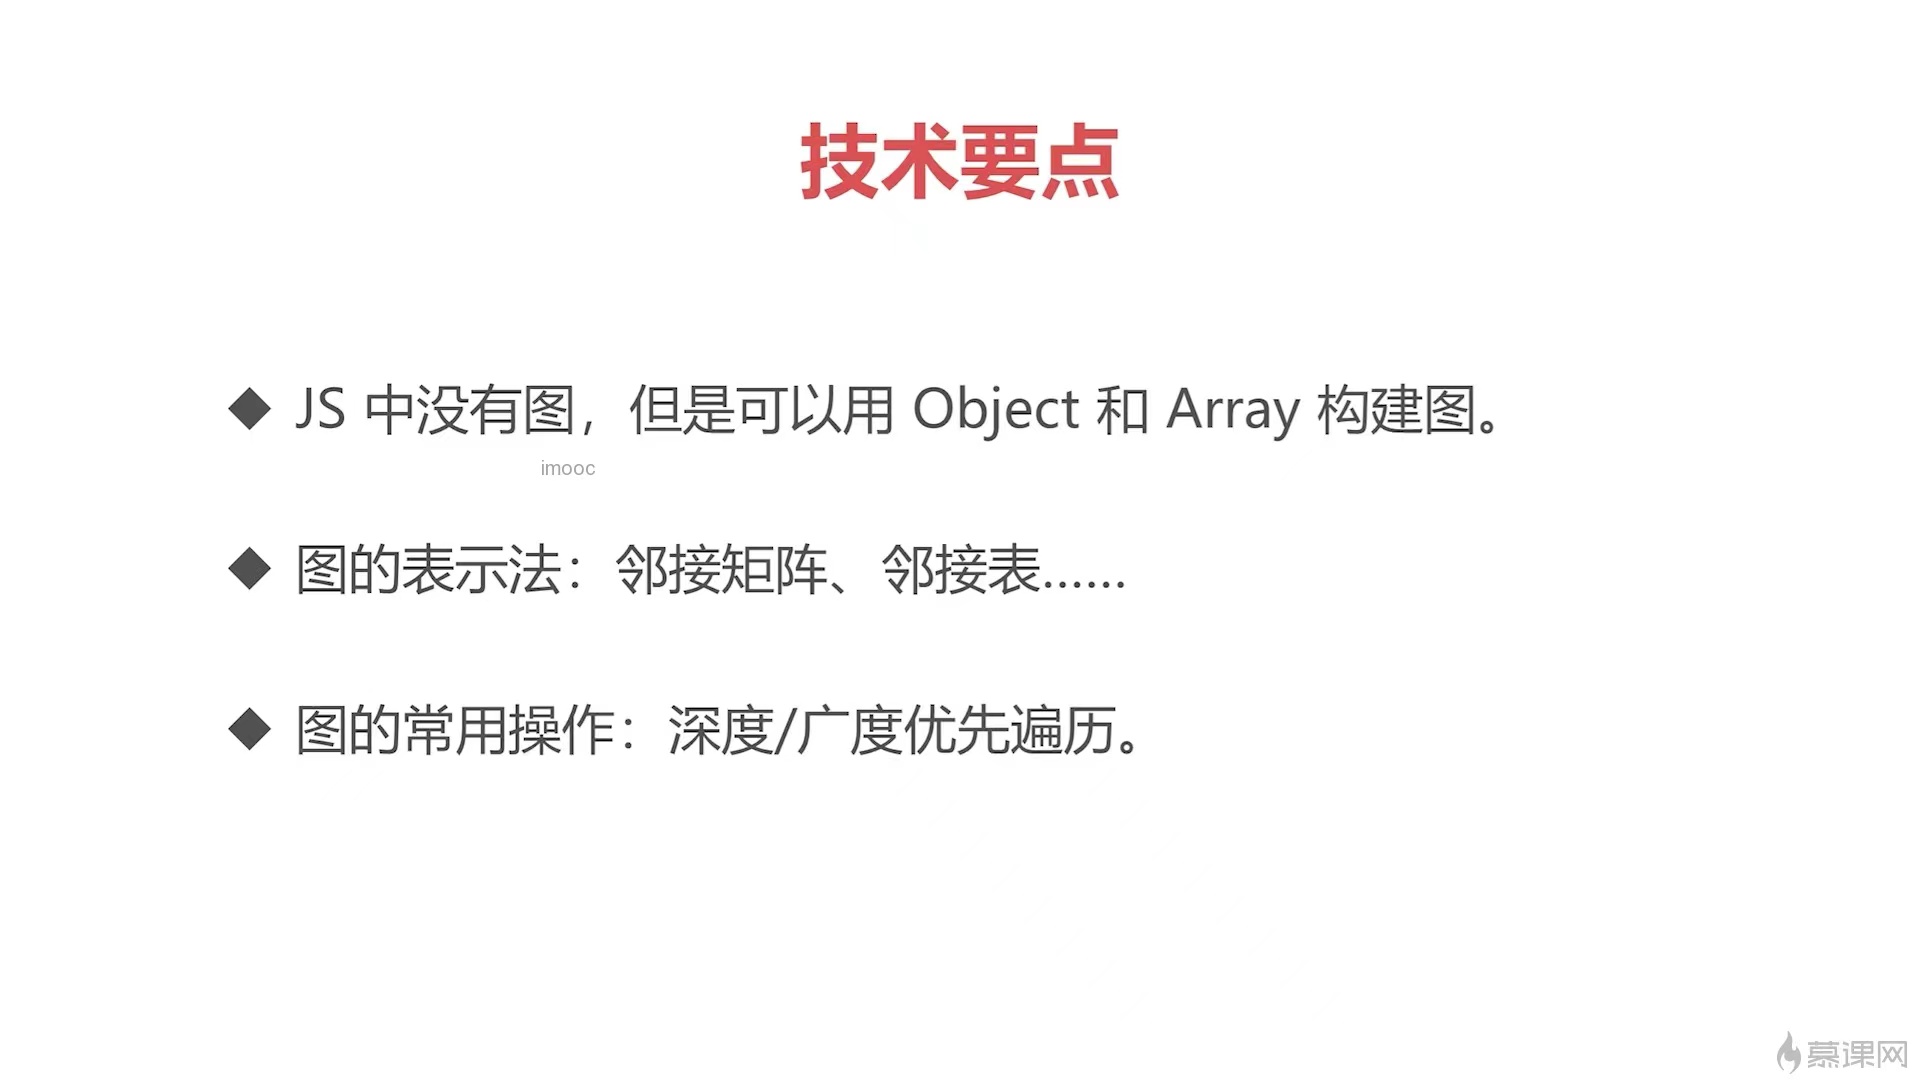 技术要点
◆ JS 中没有图，但是可以用 Object 和 Array 构建图。
imooc
◆ 图的表示法：邻接矩阵、邻接表……
◆ 图的常用操作：深度/广度优先遍历。
慕课网